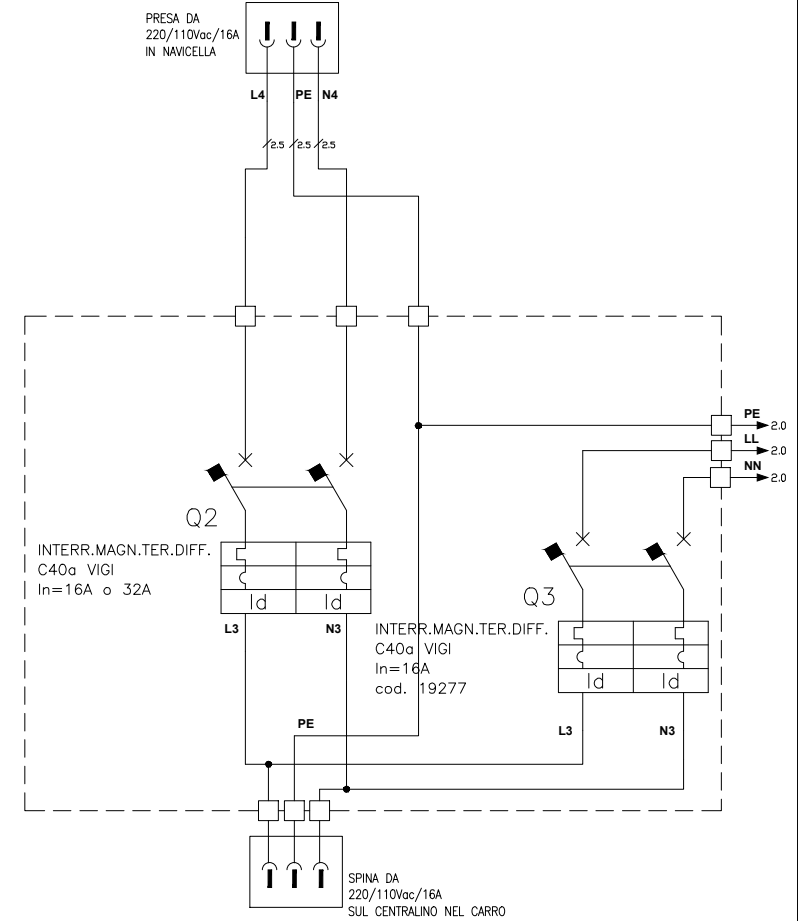 PRESA DA
220/110Vac/16A
IN NAVICELLA
L4 PE N4
2.5 2.5 2.5
PE 2.0
LL 2.0
NN 2.0
Q2
INTERR.MAGN.TER.DIFF.
C40a VIGI
In=16A o 32A
Id Id
L3 N3
Q3
INTERR.MAGN.TER.DIFF.
C40a VIGI
In=16A
cod. 19277
Id Id
L3 N3
PE
SPINA DA
220/110Vac/16A
SUL CENTRALINO NEL CARRO